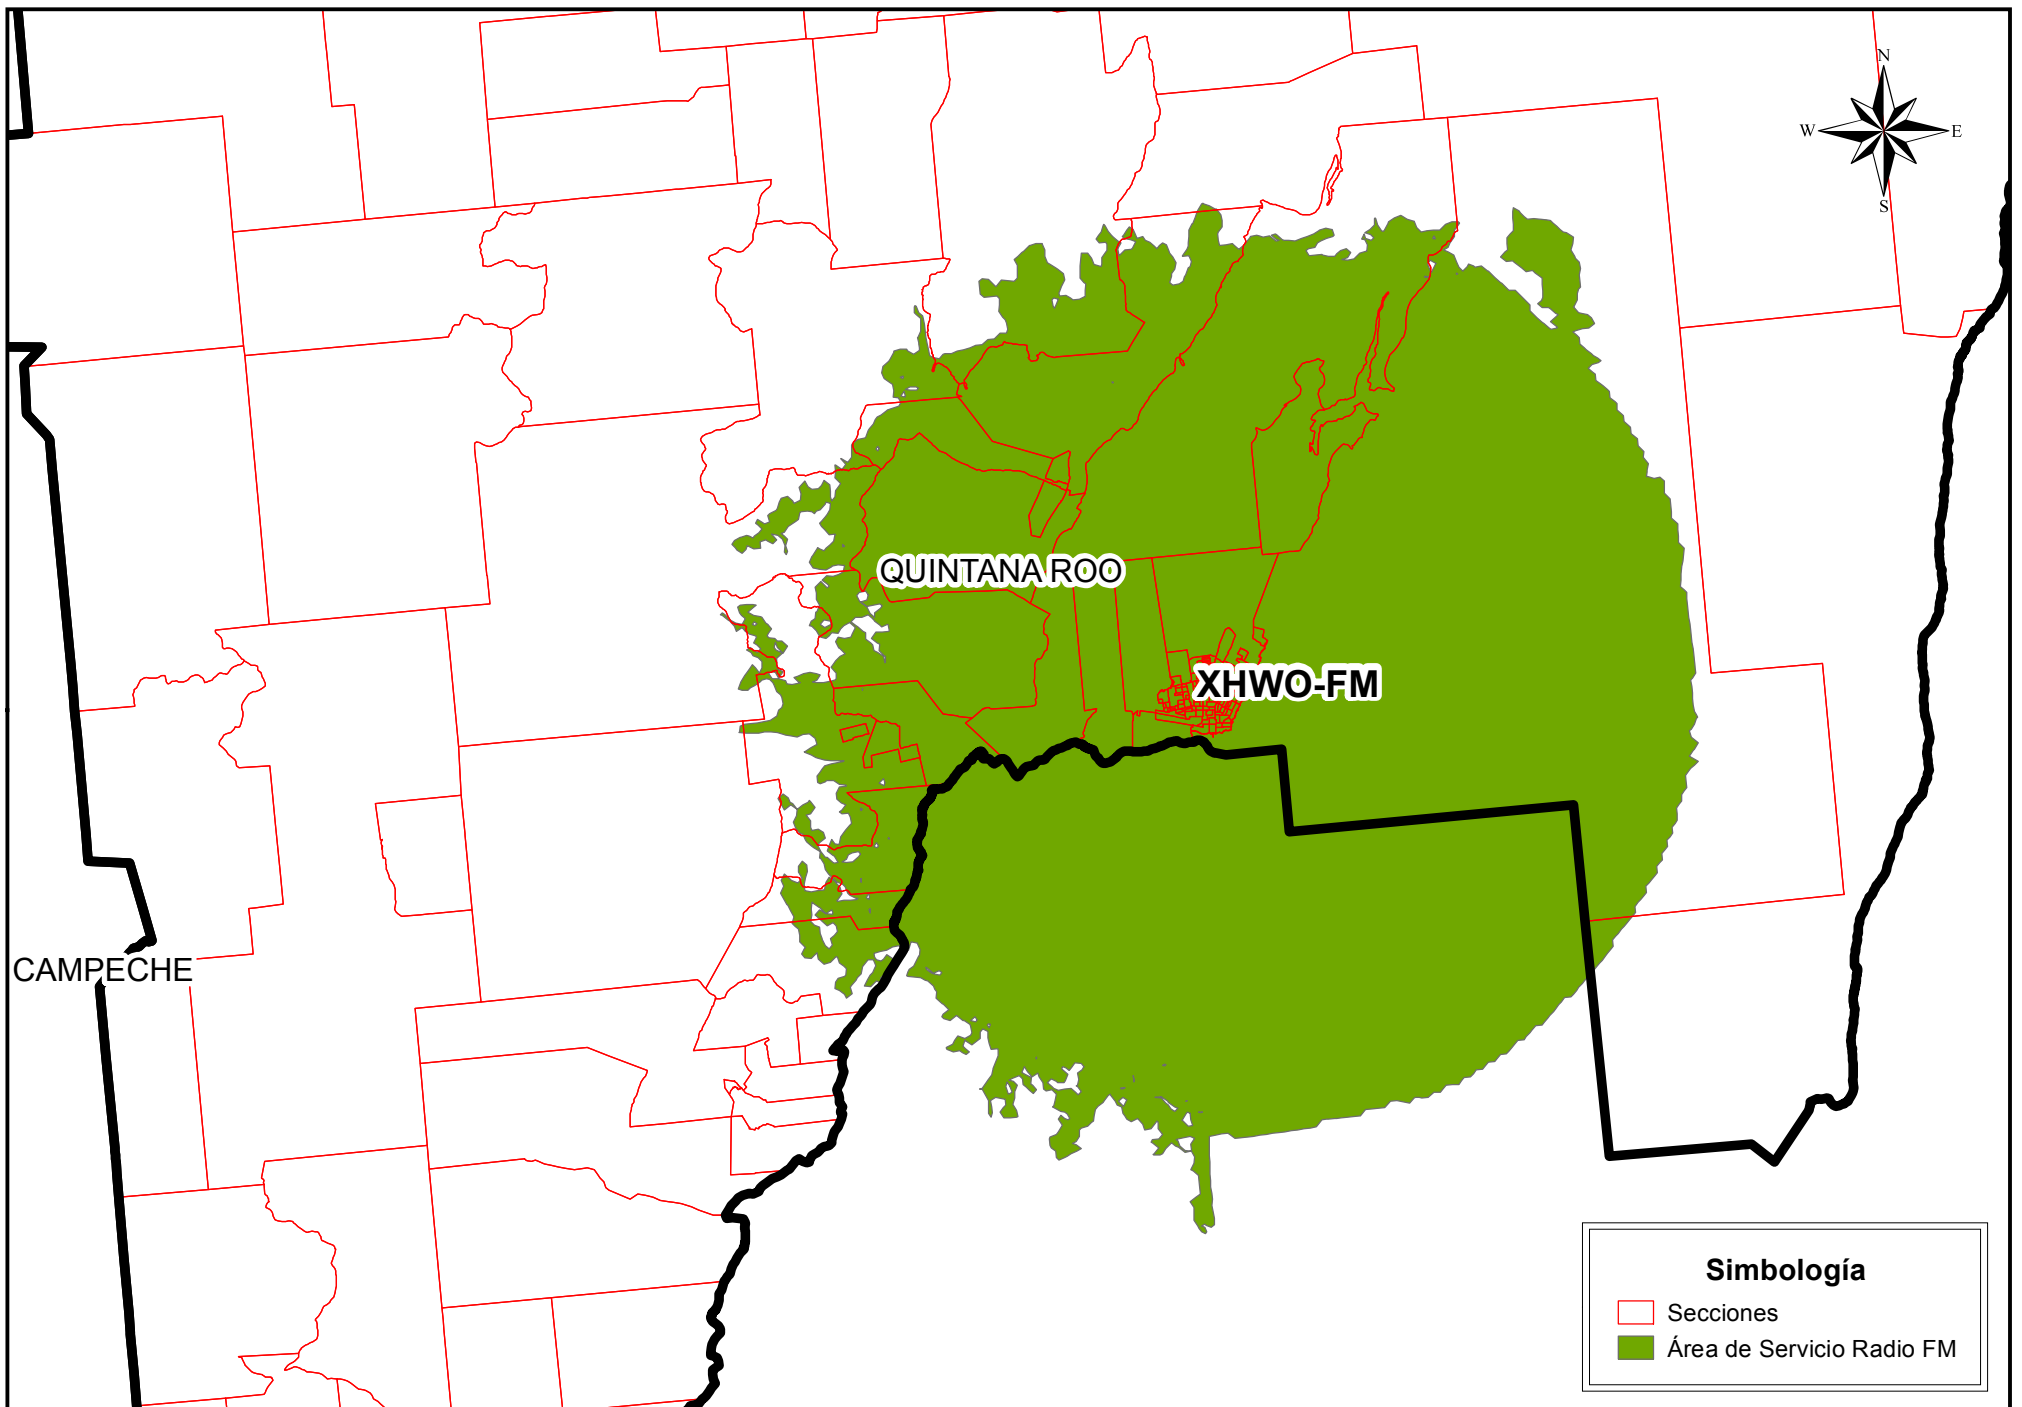 N
W E
S
QUINTANA ROO
XHWO-FM
CAMPECHE
Simbología
Secciones
Área de Servicio Radio FM